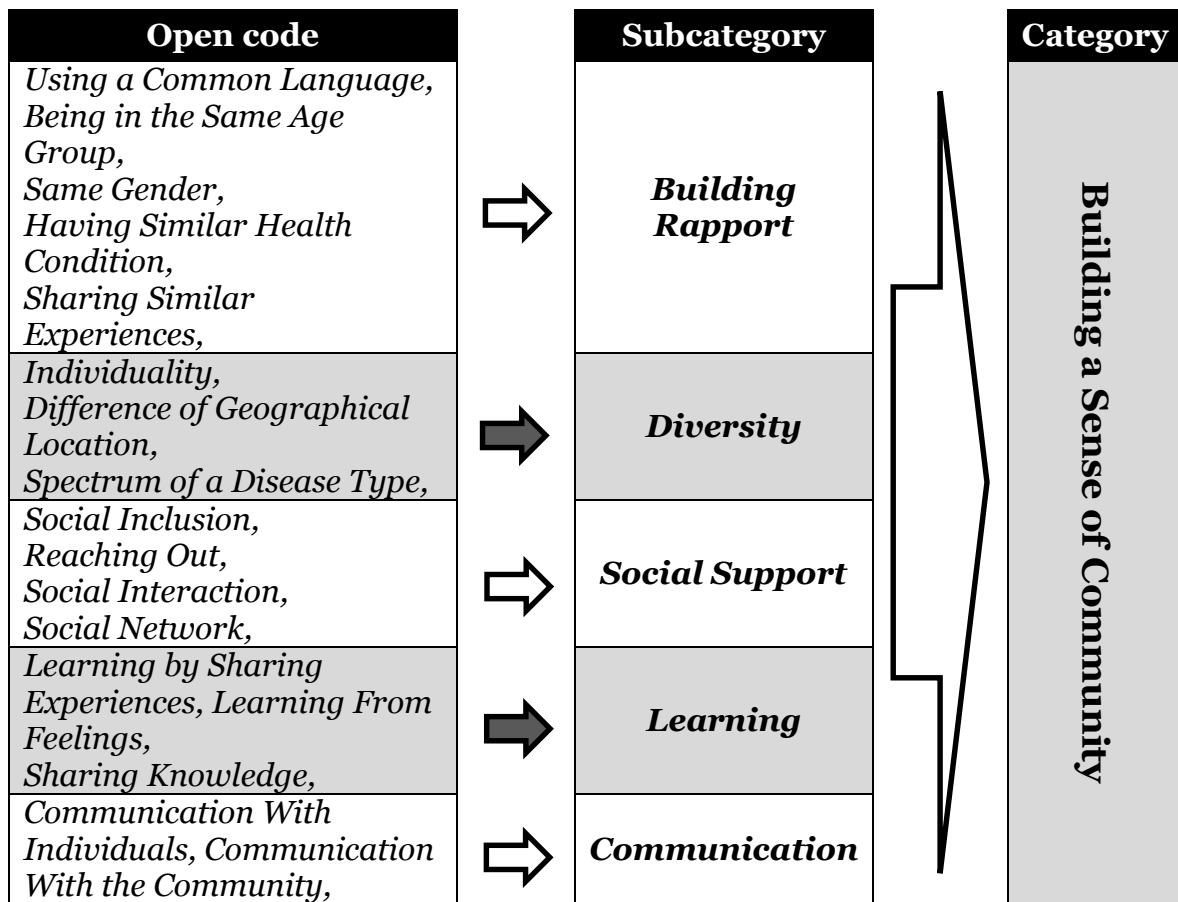 Open code
Using a Common Language,
Being in the Same Age
Group,
Same Gender,
Having Similar Health
Condition,
Sharing Similar
Experiences,
Individuality,
Difference of Geographical
Location,
Spectrum of a Disease Type,
Social Inclusion,
Reaching Out,
Social Interaction,
Social Network,
Learning by Sharing
Experiences, Learning From
Feelings,
Sharing Knowledge,
Communication With
Individuals, Communication
With the Community,
Subcategory
Building
Rapport
Diversity
Social Support
Learning
Communication
Category
Building a Sense of Community